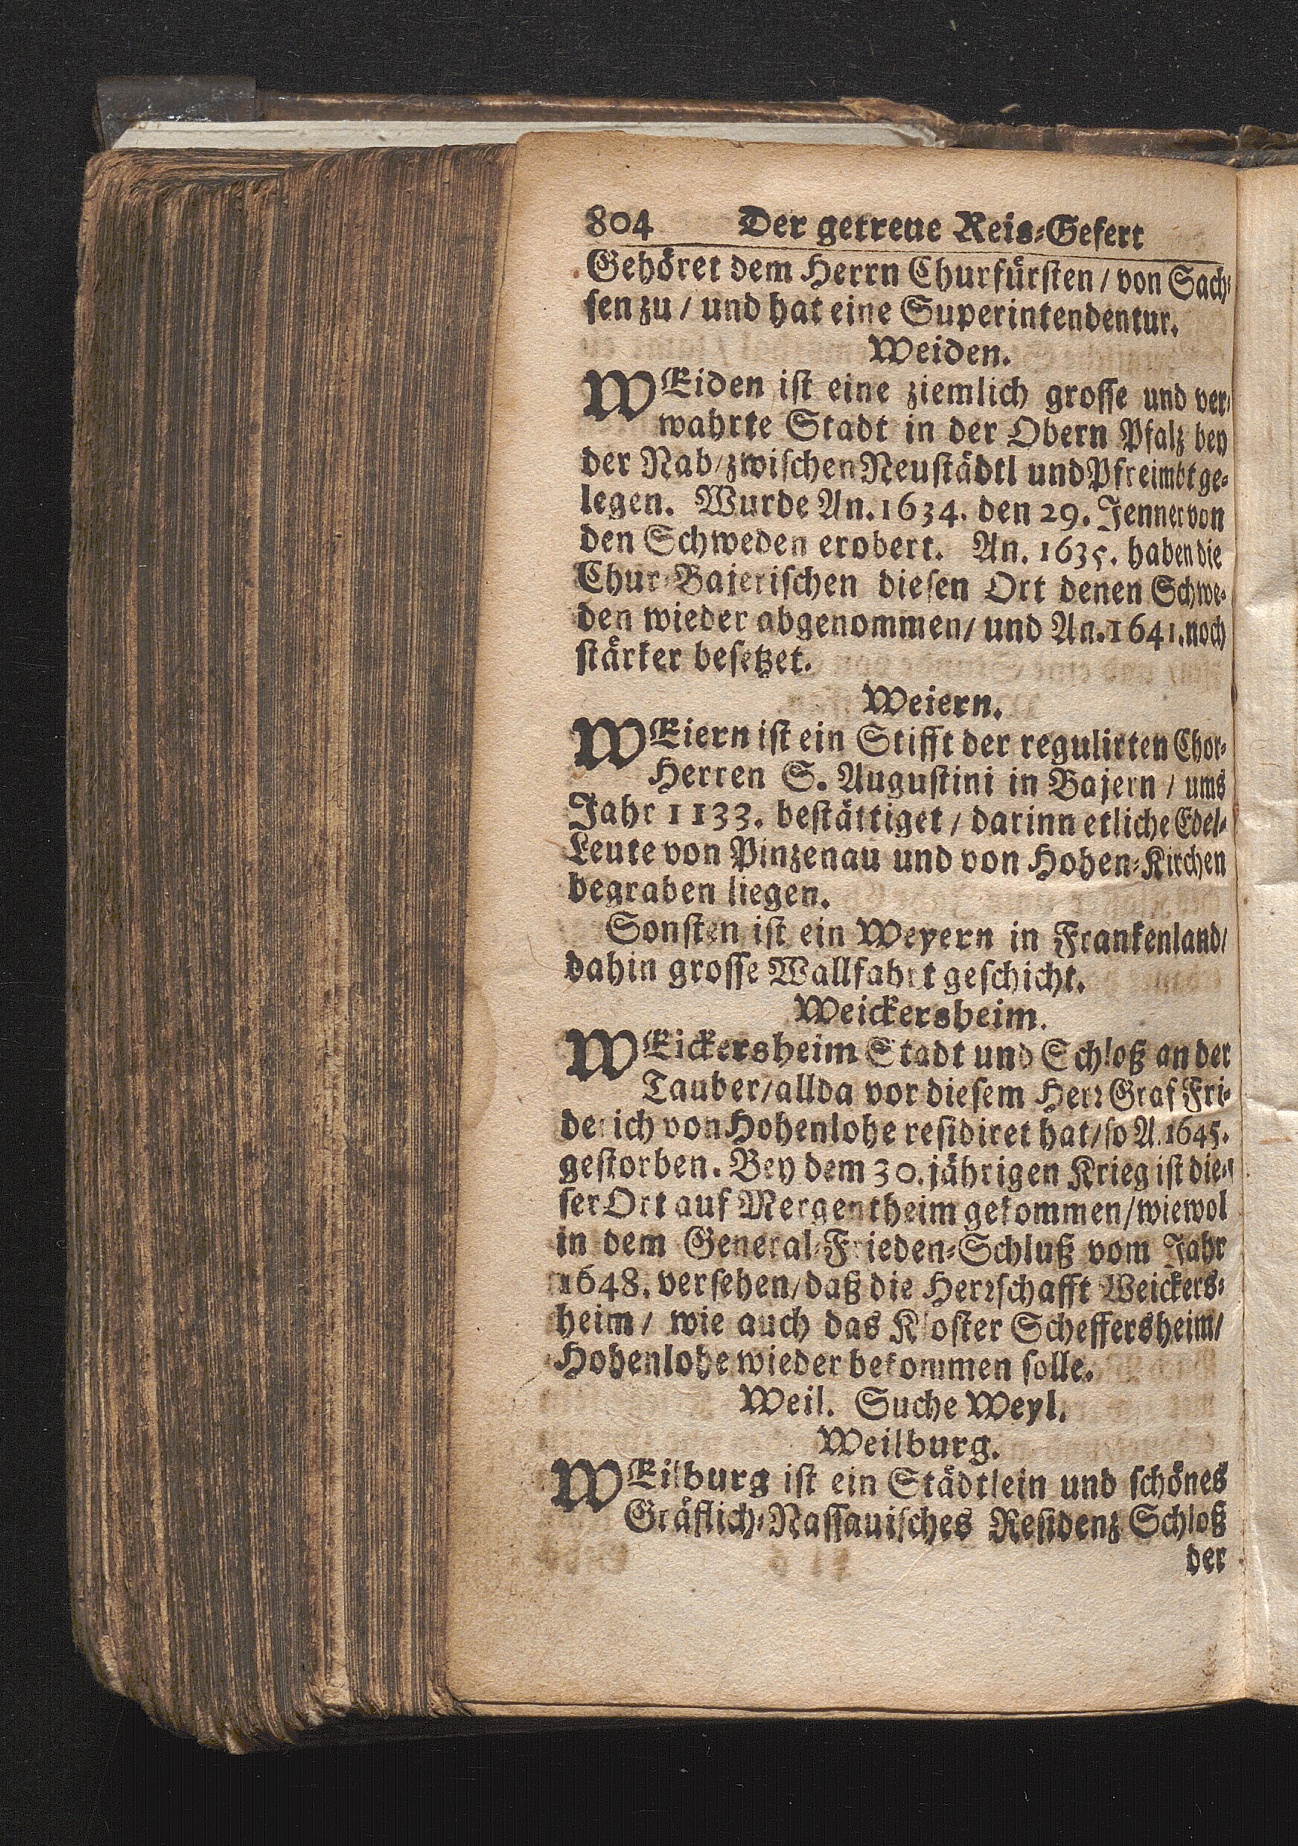 804 Der getreue Reis-Gefert
Gehöret dem Herrn Churfürsten / von Sach-
sen zu / und hat eine Superintendentur.
Weiden.
WEiden ist eine ziemlich grosse und ver-
wahrte Stadt in der Obern Pfalz bey
der Nab / zwischen Neustädtl und Pfreimbt ge-
legen. Wurde An. 1634. den 29. Jenner von
den Schweden erobert. An. 1635. haben die
Chur-Bajerischen diesen Ort denen Schwe-
den wieder abgenommen / und An. 1641. noch
stärker besetzet.
Weiern.
WEiern ist ein Stifft der regulirten Chor-
Herren S. Augustini in Bajern / ums
Jahr 1133. bestättiget / darinn etliche Edel-
Leute von Pinzenau und von Hohen-Kirchen
begraben liegen.
Sonsten ist ein Weyern in Frankenland /
dahin grosse Wallfahrt geschicht.
Weickersheim.
WEickersheim Stadt und Schloß an der
Tauber / allda vor diesem Herr Graf Fri-
derich von Hohenlohe residiret hat / so A. 1645.
gestorben. Bey dem 30. jährigen Krieg ist die-
ser Ort auf Mergentheim gekommen / wiewol
in dem General-Frieden-Schluß vom Jahr
1648. versehen / daß die Herrschafft Weickers-
heim / wie auch das Kloster Scheffersheim /
Hohenlohe wieder bekommen solle.
Weil. Suche Weyl.
Weilburg.
WEilburg ist ein Städtlein und schönes
Gräflich-Nassauisches Residenz Schloß
der